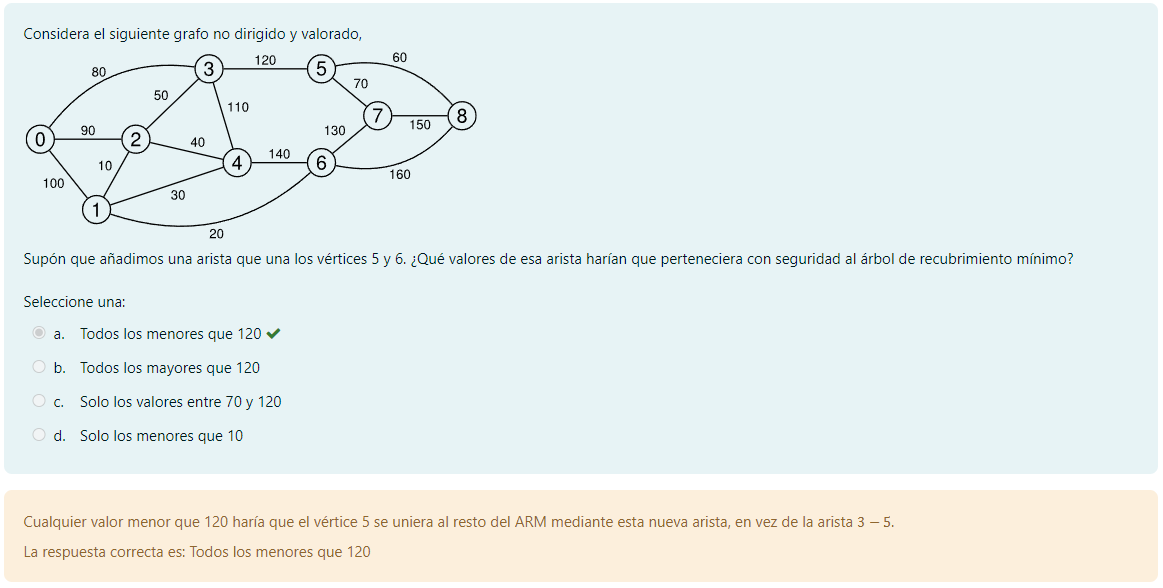 Considera el siguiente grafo no dirigido y valorado,
60
120
80
3
5
70
50
110
7
8
150
130
90
0
2
40
140
4
6
10
160
100
30
1
20
Supón que añadimos una arista que una los vértices 5 y 6. ¿Qué valores de esa arista harían que perteneciera con seguridad al árbol de recubrimiento mínimo?
Seleccione una:
a. Todos los menores que 120
b. Todos los mayores que 120
c. Solo los valores entre 70 y 120
d. Solo los menores que 10
Cualquier valor menor que 120 haría que el vértice 5 se uniera al resto del ARM mediante esta nueva arista, en vez de la arista 3 – 5.
La respuesta correcta es: Todos los menores que 120